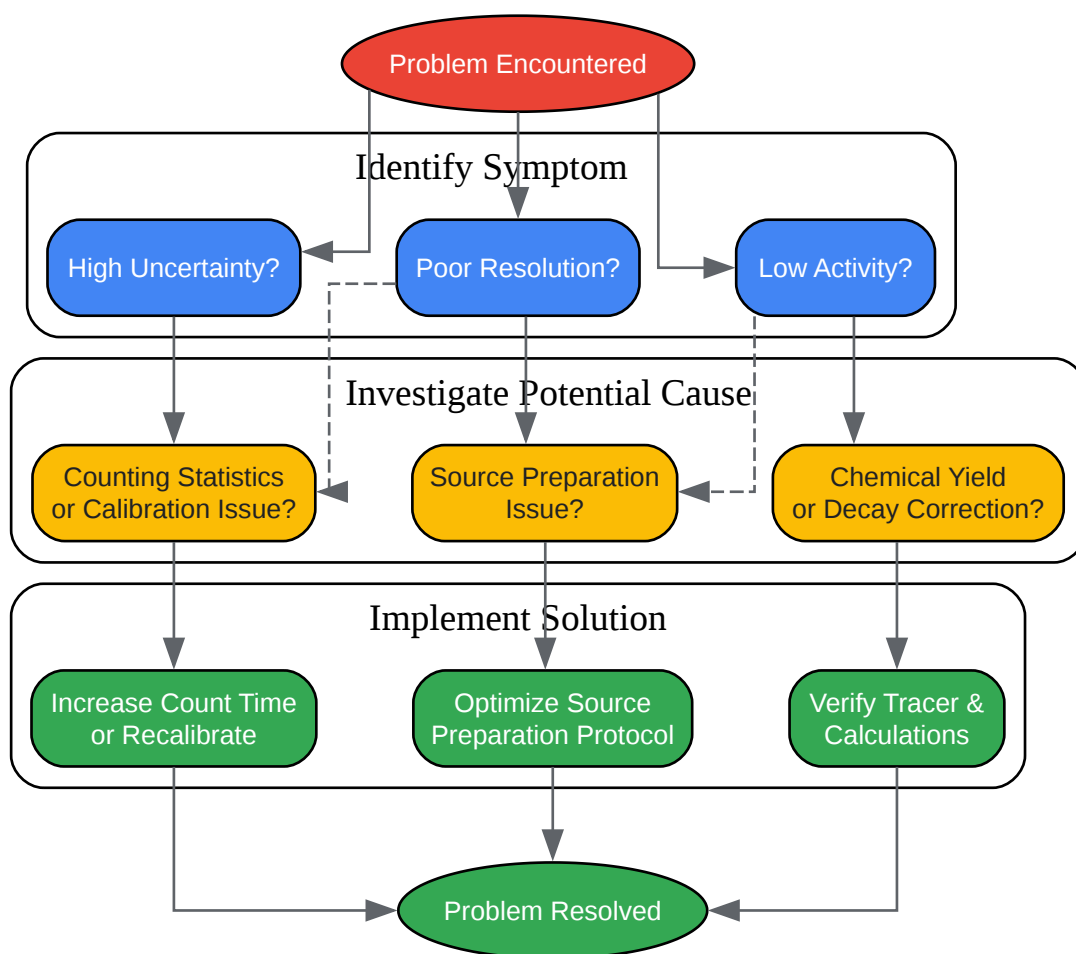 Problem Encountered
Identify Symptom
High Uncertainty?
Poor Resolution?
Low Activity?
Investigate Potential Cause
Counting Statistics
or Calibration Issue?
Source Preparation
Issue?
Chemical Yield
or Decay Correction?
Implement Solution
Increase Count Time
or Recalibrate
Optimize Source
Preparation Protocol
Verify Tracer &
Calculations
Problem Resolved